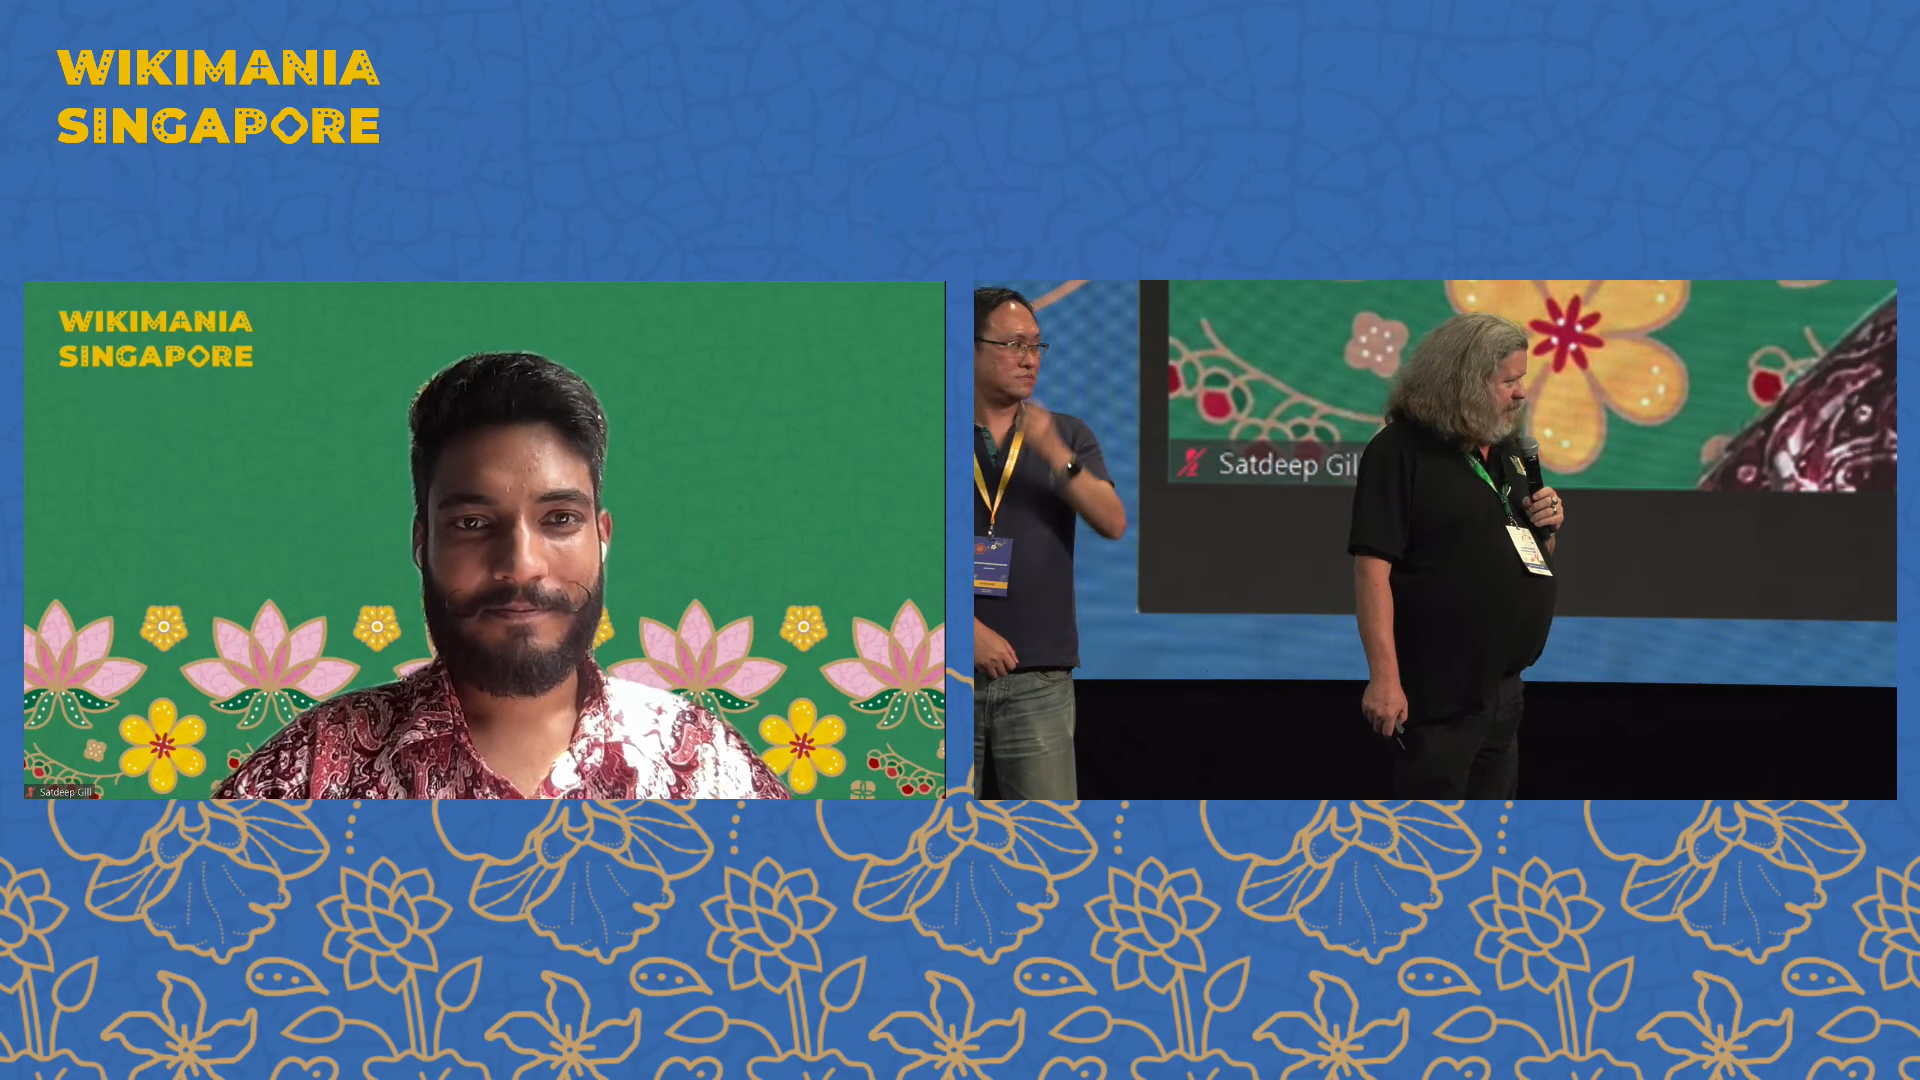 WIKIMANIA
SINGAPORE
WIKIMANIA
SINGAPORE
Satdeep Gill
Satdeep Gil